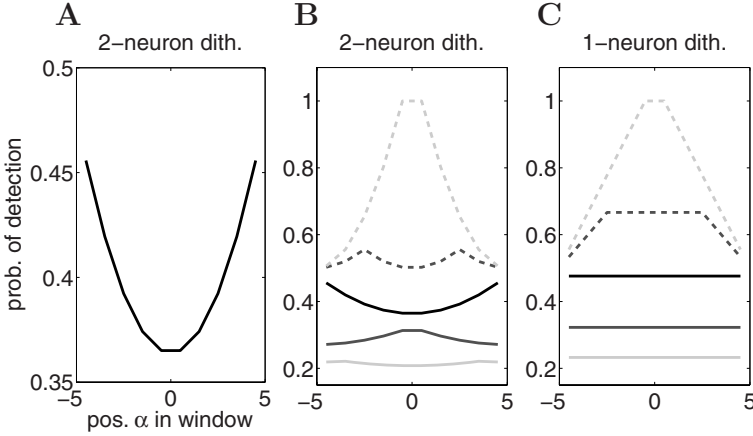 A
2−neuron dith.
0.5
0.45
0.4
0.35
prob. of detection
−5
0
5
pos. α in window
B
2−neuron dith.
1
0.8
0.6
0.4
0.2
−5
0
5
C
1−neuron dith.
1
0.8
0.6
0.4
0.2
−5
0
5